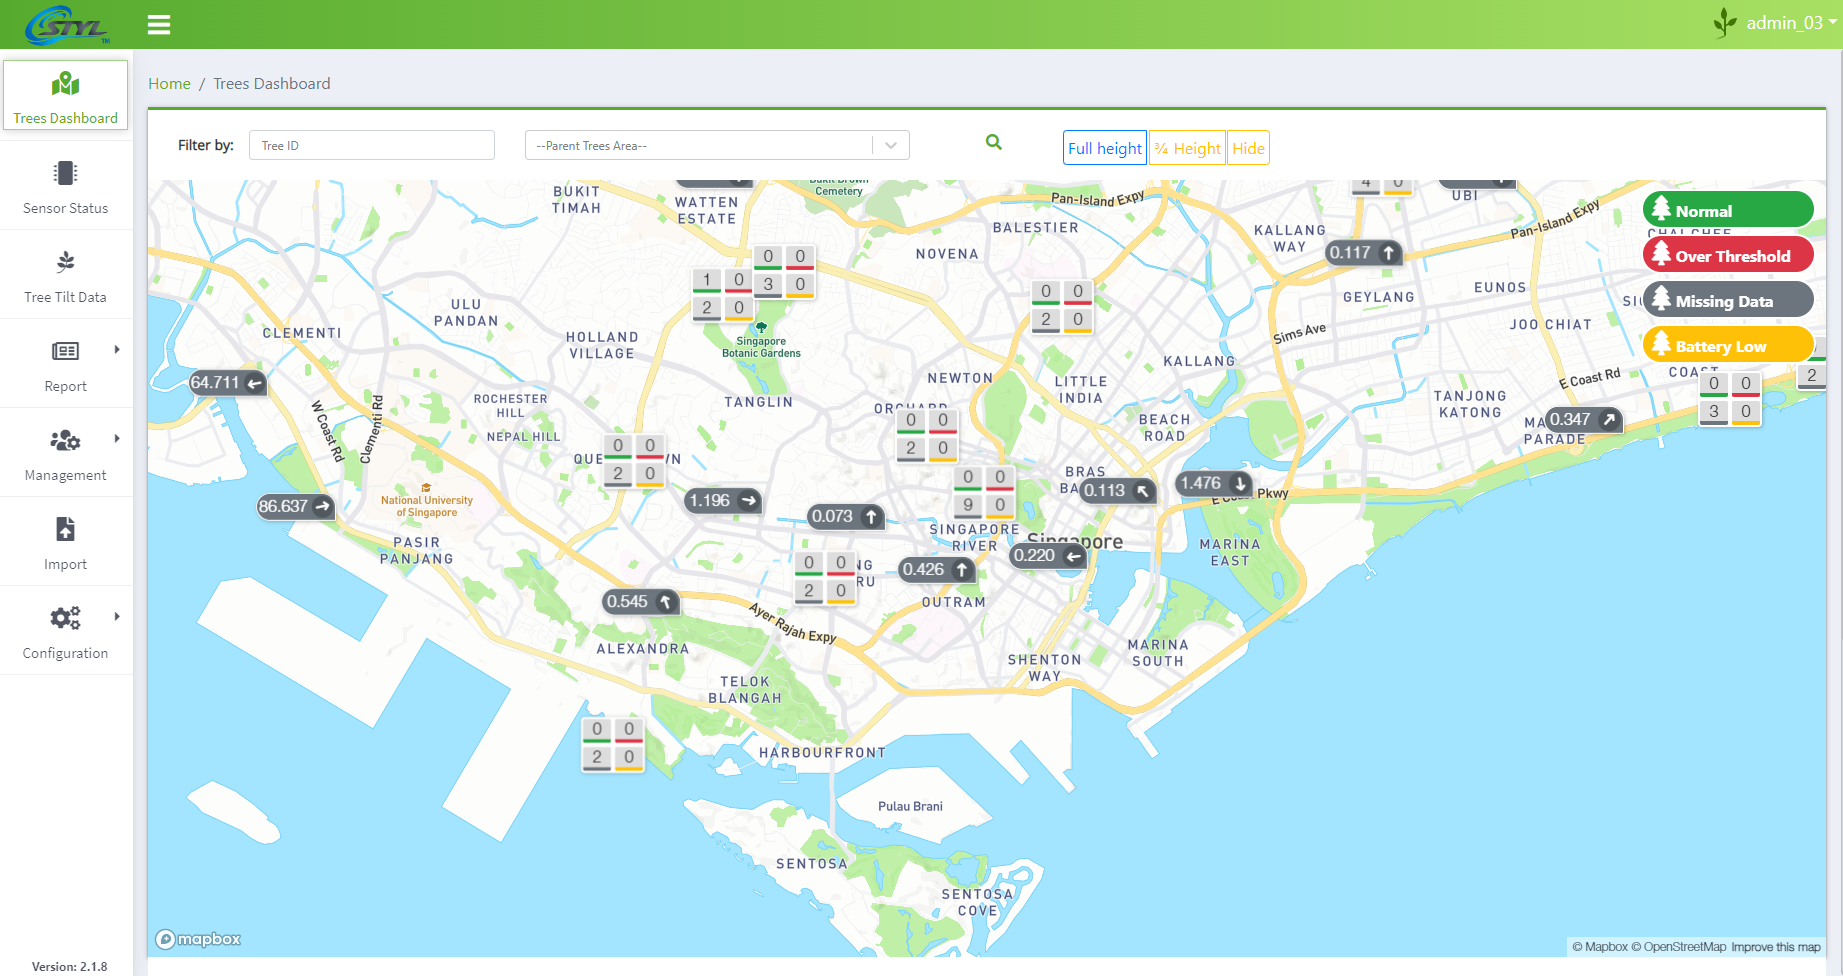 STYL TM
admin_03
Trees Dashboard
Sensor Status
Tree Tilt Data
Report
Management
Import
Configuration
Version: 2.1.8
Home / Trees Dashboard
Filter by: Tree ID --Parent Trees Area-- Full height ¾ Height Hide
Normal
Over Threshold
Missing Data
Battery Low
BUKIT
TIMAH
WATTEN
ESTATE
Cemetery
Pan-Island Expy
4 0
UBI
BALESTIER
KALLANG
WAY
Pan-Island Expy
NOVENA
0.117
0 0
3 0
1 0
2 0
0 0
2 0
GEYLANG
EUNOS
ULU
PANDAN
CLEMENTI
HOLLAND
VILLAGE
Singapore
Botanic Gardens
Sims Ave
JOO CHIAT
KALLANG
64.711
NEWTON
LITTLE
INDIA
E Coast Rd
COAST
2
0 0
3 0
TANGLIN
ROCHESTER
HILL
TANJONG
KATONG
0.347
PARADE
W Coast Rd
Clementi Rd
NEPAL HILL
0 0
2 0
0 0
2 0
BEACH
ROAD
BRAS
National University
of Singapore
86.637
1.196
0.073
0 0
9 0
0.113
1.476
E Coast Pkwy
PASIR
PANJANG
SINGAPORE
RIVER
Singapore
0.220
MARINA
EAST
0 0
2 0
0.426
OUTRAM
0.545
Ayer Rajah Expy
ALEXANDRA
MARINA
SOUTH
SHENTON
WAY
TELOK
BLANGAH
0 0
2 0
HARBOURFRONT
Pulau Brani
SENTOSA
SENTOSA
COVE
mapbox
© Mapbox © OpenStreetMap Improve this map